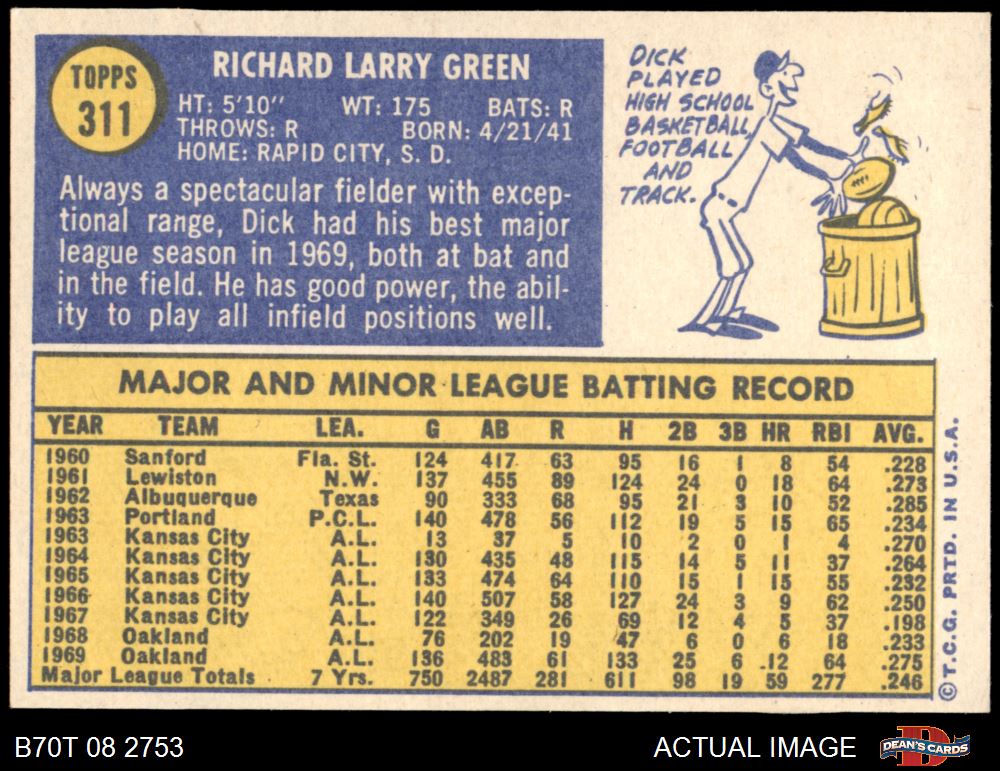 TOPPS
311
RICHARD LARRY GREEN
HT: 5'10" WT: 175 BATS: R
THROWS: R BORN: 4/21/41
HOME: RAPID CITY, S. D.
Always a spectacular fielder with excep-
tional range, Dick had his best major
league season in 1969, both at bat and
in the field. He has good power, the abil-
ity to play all infield positions well.
DICK
PLAYED
HIGH SCHOOL
BASKETBALL,
FOOTBALL
AND
TRACK.
MAJOR AND MINOR LEAGUE BATTING RECORD
YEAR TEAM LEA. G AB R H 2B 3B HR RBI AVG.
1960 Sanford Fla. St. 124 417 63 95 16 1 8 54 .228
1961 Lewiston N.W. 137 455 89 124 24 0 18 64 .273
1962 Albuquerque Texas 90 333 68 95 21 3 10 52 .285
1963 Portland P.C.L. 140 478 56 112 19 5 15 65 .234
1963 Kansas City A.L. 13 37 5 10 2 0 1 4 .270
1964 Kansas City A.L. 130 435 48 115 14 5 11 37 .264
1965 Kansas City A.L. 133 474 64 110 15 1 15 55 .232
1966 Kansas City A.L. 140 507 58 127 24 3 9 62 .250
1967 Kansas City A.L. 122 349 26 69 12 4 5 37 .198
1968 Oakland A.L. 76 202 19 47 6 0 6 18 .233
1969 Oakland A.L. 136 483 61 133 25 6 12 64 .275
Major League Totals 7 Yrs. 750 2487 281 611 98 19 59 277 .246
©T.C.G. PRTD. IN U.S.A.
B70T 08 2753
ACTUAL IMAGE
D
DEAN'S CARDS